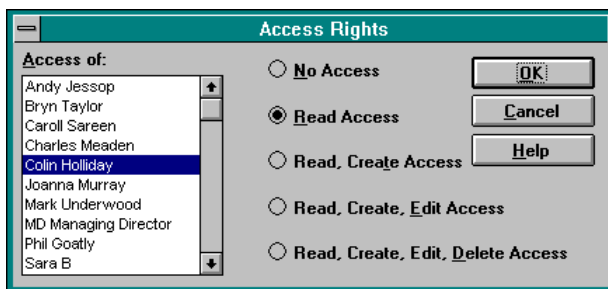 Access Rights
Access of:
Andy Jessop
Bryn Taylor
Caroll Sareen
Charles Meaden
Colin Holliday
Joanna Murray
Mark Underwood
MD Managing Director
Phil Goatly
Sara B
No Access
Read Access
Read, Create Access
Read, Create, Edit Access
Read, Create, Edit, Delete Access
OK
Cancel
Help